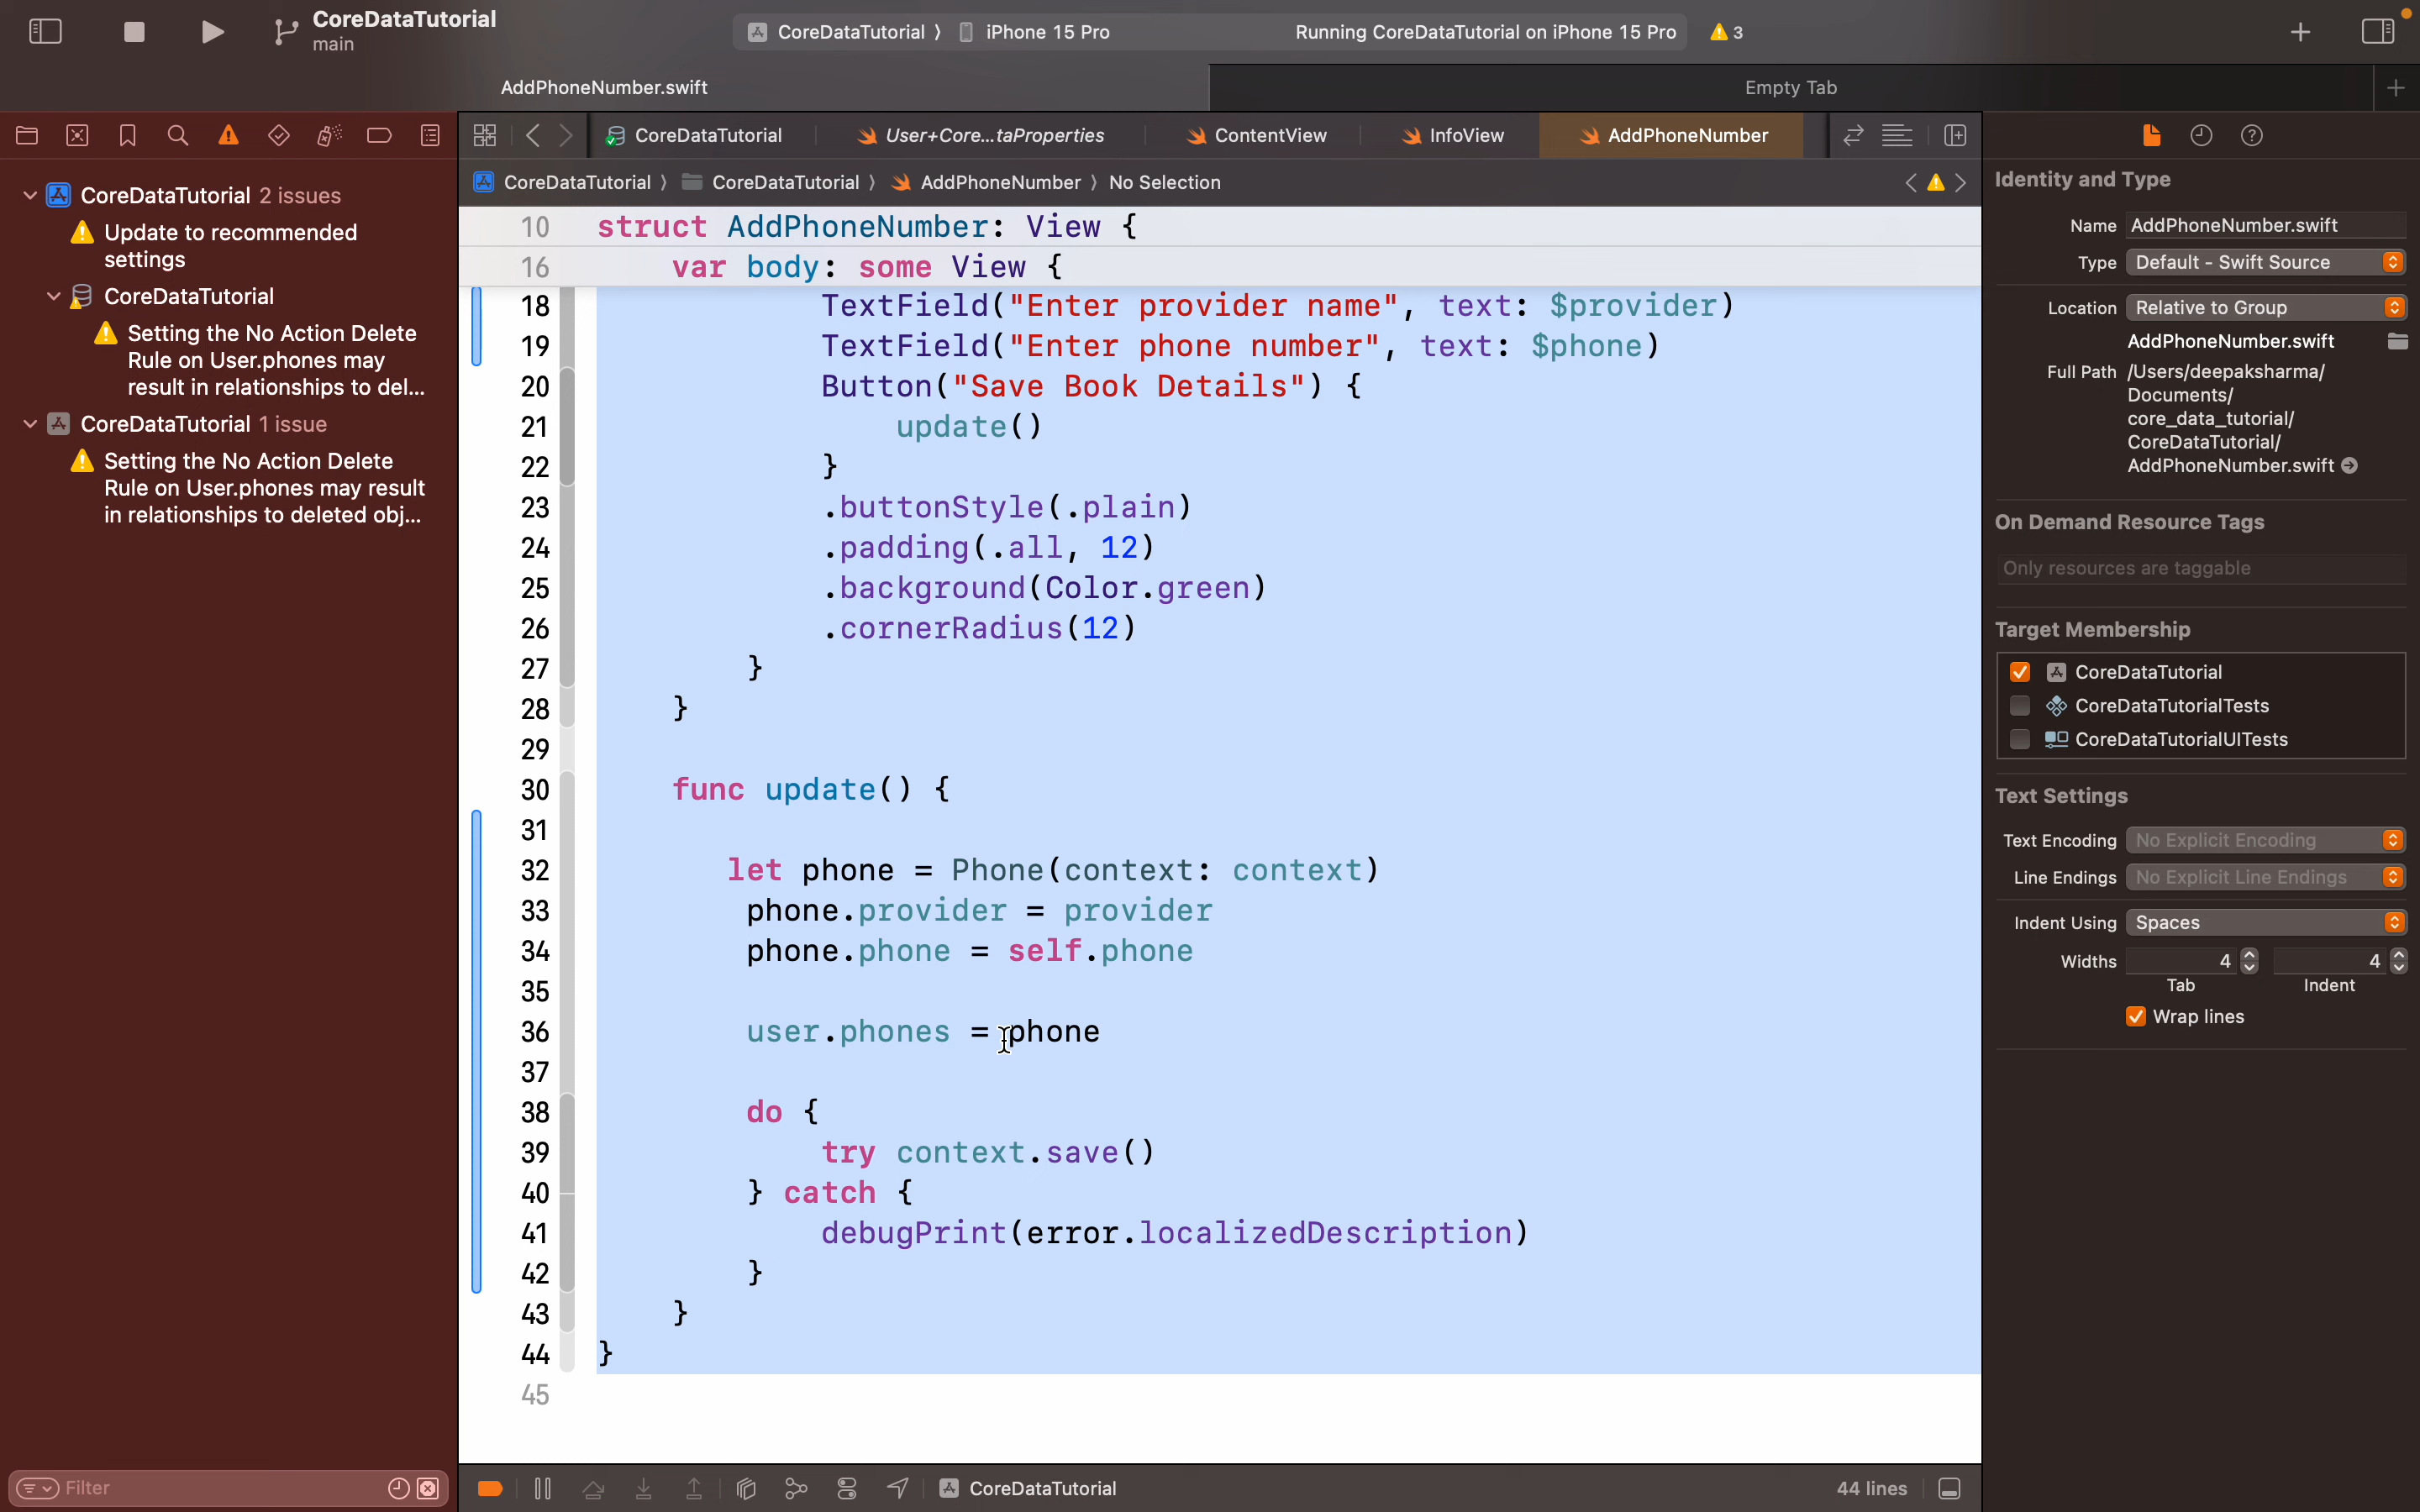 CoreDataTutorial
main
CoreDataTutorial 〉 iPhone 15 Pro
Running CoreDataTutorial on iPhone 15 Pro
3
AddPhoneNumber.swift
Empty Tab
CoreDataTutorial
User+Core...taProperties
ContentView
InfoView
AddPhoneNumber
CoreDataTutorial 〉 CoreDataTutorial 〉 AddPhoneNumber 〉 No Selection
CoreDataTutorial 2 issues
Update to recommended
settings
CoreDataTutorial
Setting the No Action Delete
Rule on User.phones may
result in relationships to del...
CoreDataTutorial 1 issue
Setting the No Action Delete
Rule on User.phones may result
in relationships to deleted obj...
Filter
10 struct AddPhoneNumber: View {
16 var body: some View {
18 TextField("Enter provider name", text: $provider)
19 TextField("Enter phone number", text: $phone)
20 Button("Save Book Details") {
21 update()
22 }
23 .buttonStyle(.plain)
24 .padding(.all, 12)
25 .background(Color.green)
26 .cornerRadius(12)
27 }
28 }
29
30 func update() {
31
32 let phone = Phone(context: context)
33 phone.provider = provider
34 phone.phone = self.phone
35
36 user.phones = phone
37
38 do {
39 try context.save()
40 } catch {
41 debugPrint(error.localizedDescription)
42 }
43 }
44 }
45
CoreDataTutorial
44 lines
Identity and Type
Name AddPhoneNumber.swift
Type Default - Swift Source
Location Relative to Group
AddPhoneNumber.swift
Full Path /Users/deepaksharma/
Documents/
core_data_tutorial/
CoreDataTutorial/
AddPhoneNumber.swift
On Demand Resource Tags
Only resources are taggable
Target Membership
CoreDataTutorial
CoreDataTutorialTests
CoreDataTutorialUITests
Text Settings
Text Encoding No Explicit Encoding
Line Endings No Explicit Line Endings
Indent Using Spaces
Widths 4 4
Tab Indent
Wrap lines